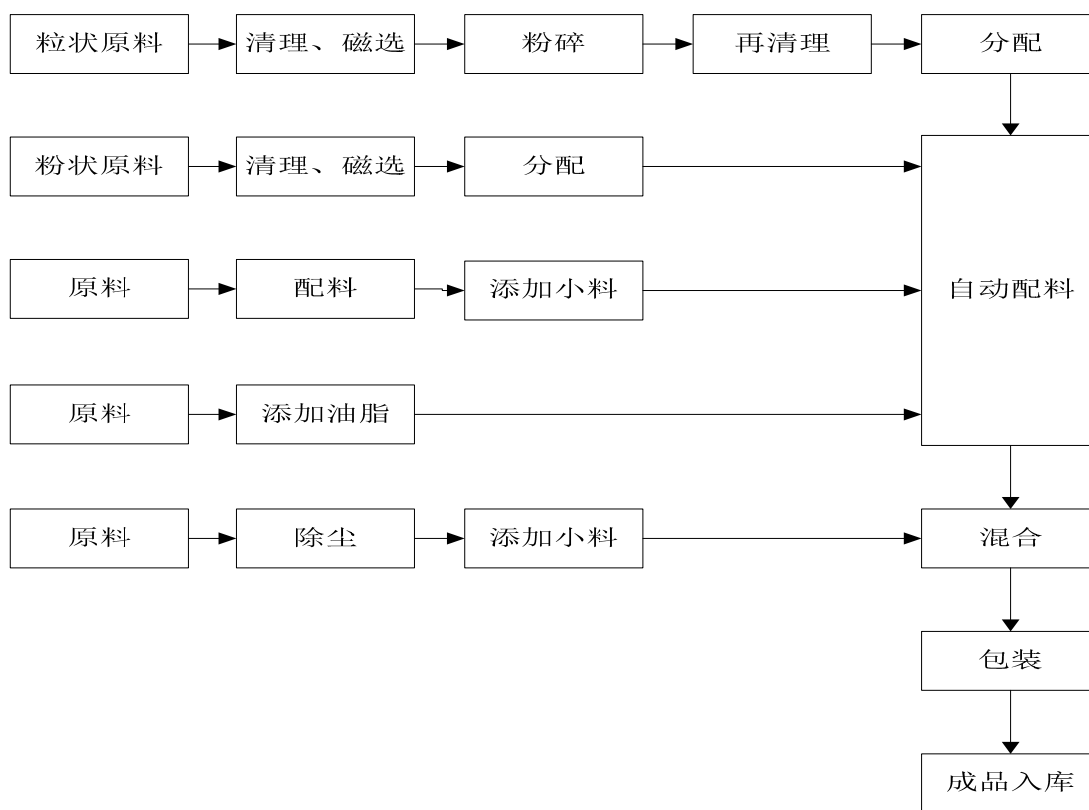 粒状原料
清理、磁选
粉碎
再清理
分配
粉状原料
清理、磁选
分配
原料
配料
添加小料
自动配料
原料
添加油脂
原料
除尘
添加小料
混合
包装
成品入库